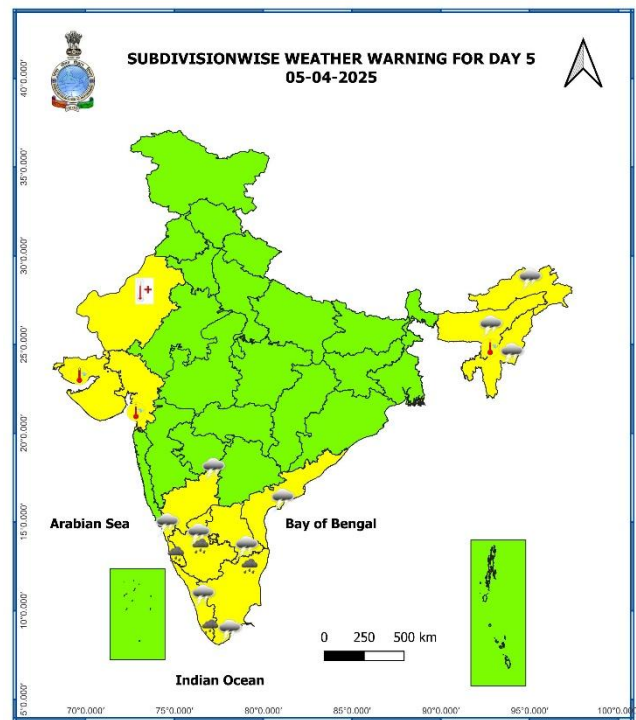 SUBDIVISIONWISE WEATHER WARNING FOR DAY 5
05-04-2025
40°0.000'
35°0.000'
30°0.000'
25°0.000'
20°0.000'
15°0.000'
10°0.000'
5°0.000'
Arabian Sea
Bay of Bengal
0 250 500 km
Indian Ocean
70°0.000' 75°0.000' 80°0.000' 85°0.000' 90°0.000' 95°0.000' 100°0.000'